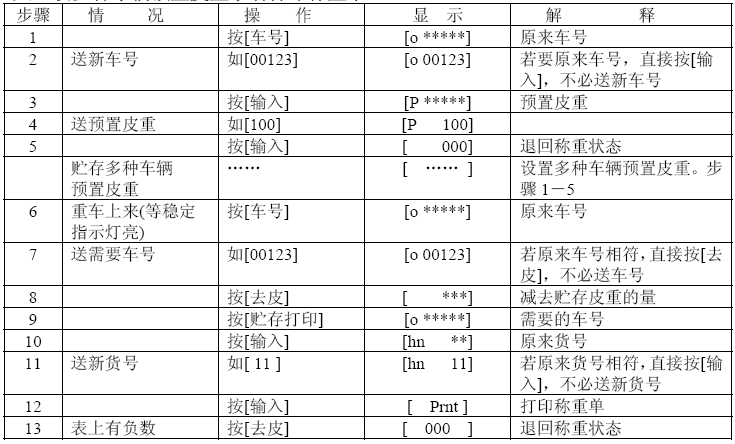 步骤 情 况 操 作 显 示 解 释
1 按[车号] [o *****] 原来车号
2 送新车号 如[00123] [o 00123] 若要原来车号，直接按[输
入]，不必送新车号
3 按[输入] [P *****] 预置皮重
4 送预置皮重 如[100] [P 100]
5 按[输入] [ 000] 退回称重状态
贮存多种车辆 …… [ …… ] 设置多种车辆预置皮重。步
预置皮重 骤 1－5
6 重车上来(等稳定 按[车号] [o *****] 原来车号
指示灯亮)
7 送需要车号 如[00123] [o 00123] 若原来车号相符，直接按[去
皮]，不必送车号
8 按[去皮] [ ***] 减去贮存皮重的量
9 按[贮存打印] [o *****] 需要的车号
10 按[输入] [hn **] 原来货号
11 送新货号 如[ 11 ] [hn 11] 若原来货号相符，直接按[输
入]，不必送新货号
12 按[输入] [ Prnt ] 打印称重单
13 表上有负数 按[去皮] [ 000 ] 退回称重状态